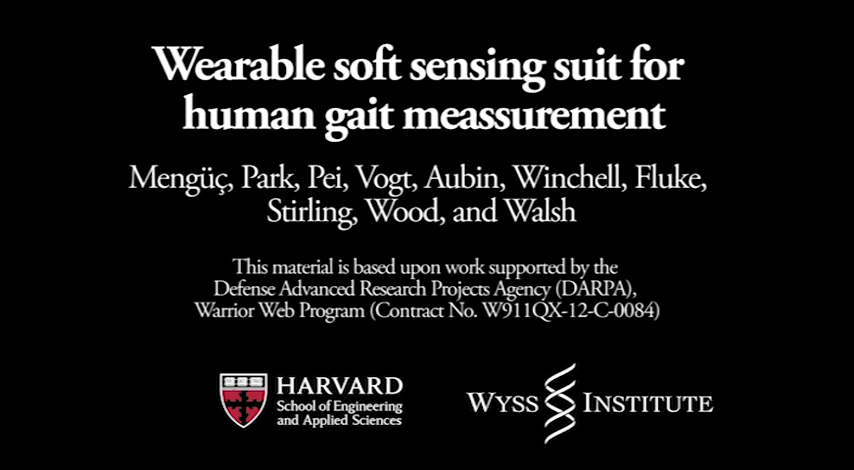 Wearable soft sensing suit for
human gait meassurement
Mengüç, Park, Pei, Vogt, Aubin, Winchell, Fluke,
Stirling, Wood, and Walsh
This material is based upon work supported by the
Defense Advanced Research Projects Agency (DARPA),
Warrior Web Program (Contract No. W911QX-12-C-0084)
HARVARD
School of Engineering
and Applied Sciences
WYSS INSTITUTE